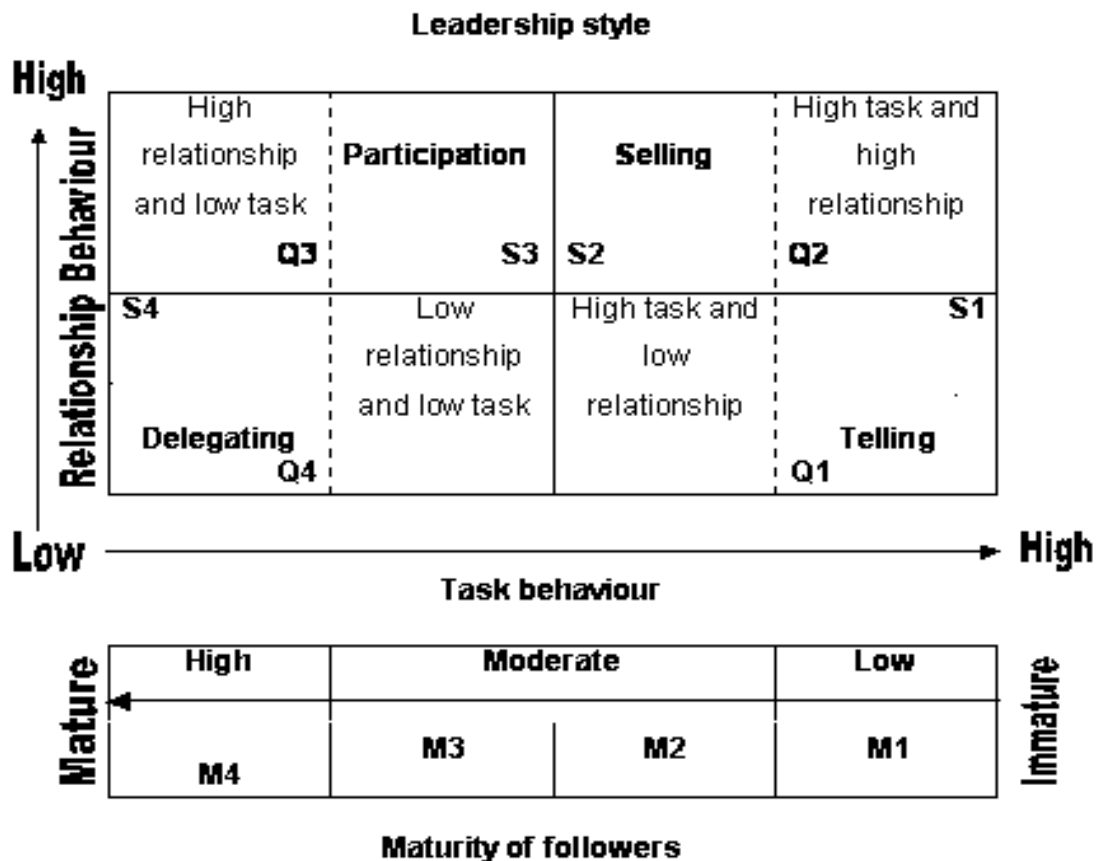 Leadership style
High
High relationship and low task
Q3
Participation
S3
Selling
S2
High task and high relationship
Q2
Relationship Behaviour
S4
Delegating
Q4
Low relationship and low task
High task and low relationship
S1
Telling
Q1
Low
High
Task behaviour
Mature
High
Moderate
Low
Immature
M4
M3
M2
M1
Maturity of followers